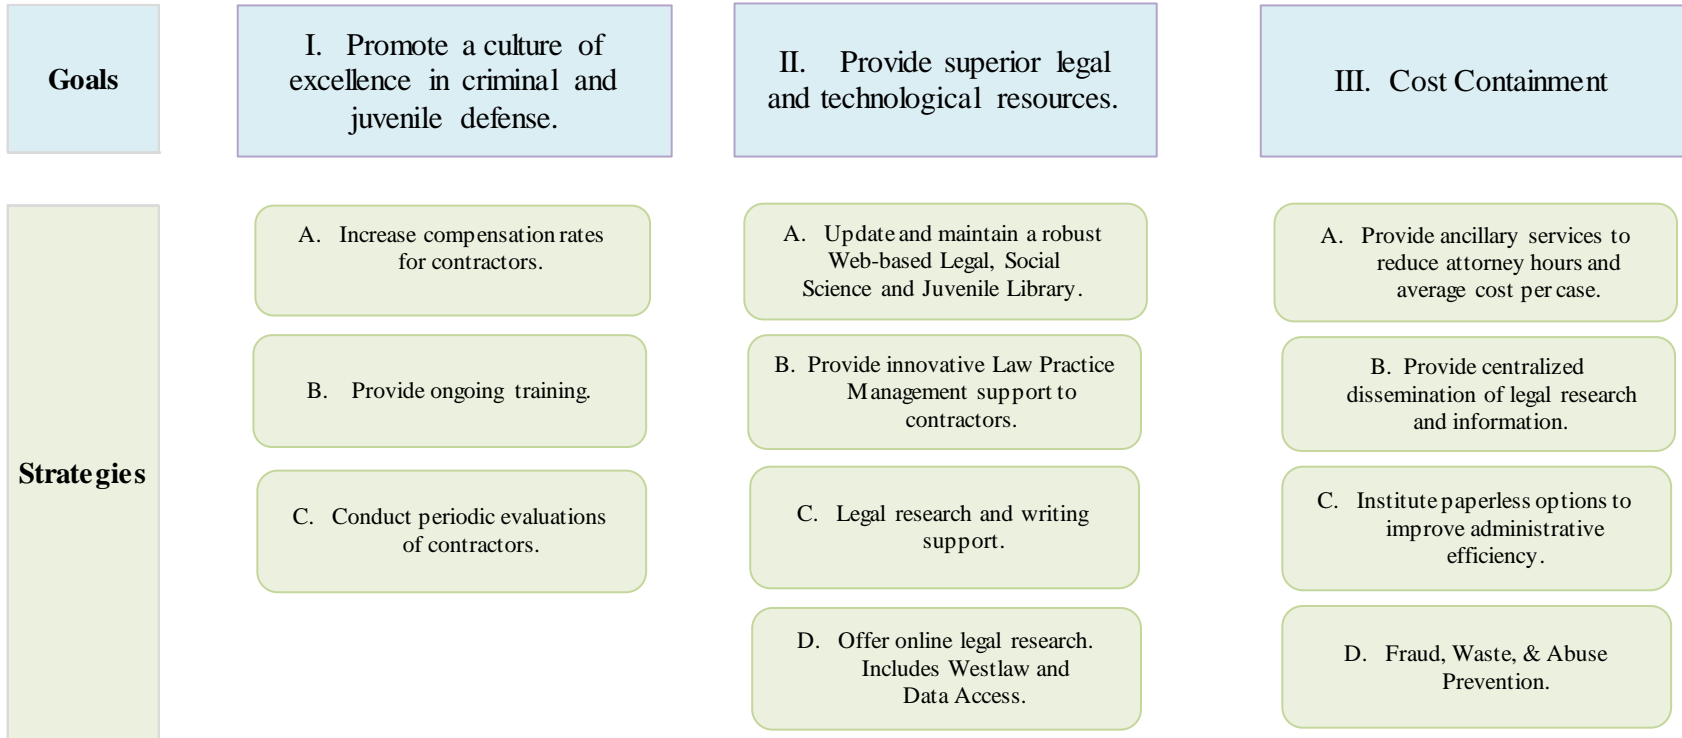 Goals
I. Promote a culture of
excellence in criminal and
juvenile defense.
II. Provide superior legal
and technological resources.
III. Cost Containment
Strategies
A. Increase compensation rates
for contractors.
B. Provide ongoing training.
C. Conduct periodic evaluations
of contractors.
A. Update and maintain a robust
Web-based Legal, Social
Science and Juvenile Library.
B. Provide innovative Law Practice
Management support to
contractors.
C. Legal research and writing
support.
D. Offer online legal research.
Includes Westlaw and
Data Access.
A. Provide ancillary services to
reduce attorney hours and
average cost per case.
B. Provide centralized
dissemination of legal research
and information.
C. Institute paperless options to
improve administrative
efficiency.
D. Fraud, Waste, & Abuse
Prevention.